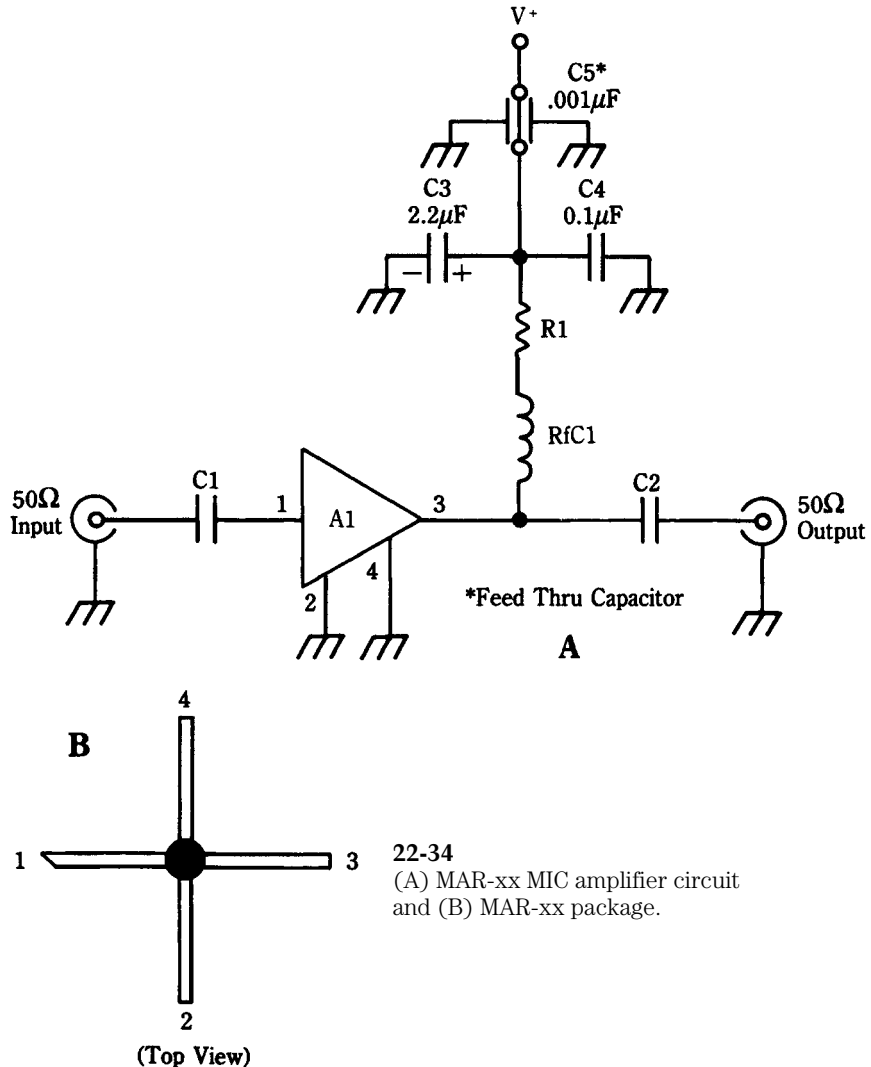 V+
C5*
.001μF
C3
2.2μF
C4
0.1μF
− +
R1
RfC1
50Ω
Input
C1
1
A1
3
2
4
C2
50Ω
Output
*Feed Thru Capacitor
A
B
4
1
3
2
(Top View)
22-34
(A) MAR-xx MIC amplifier circuit
and (B) MAR-xx package.